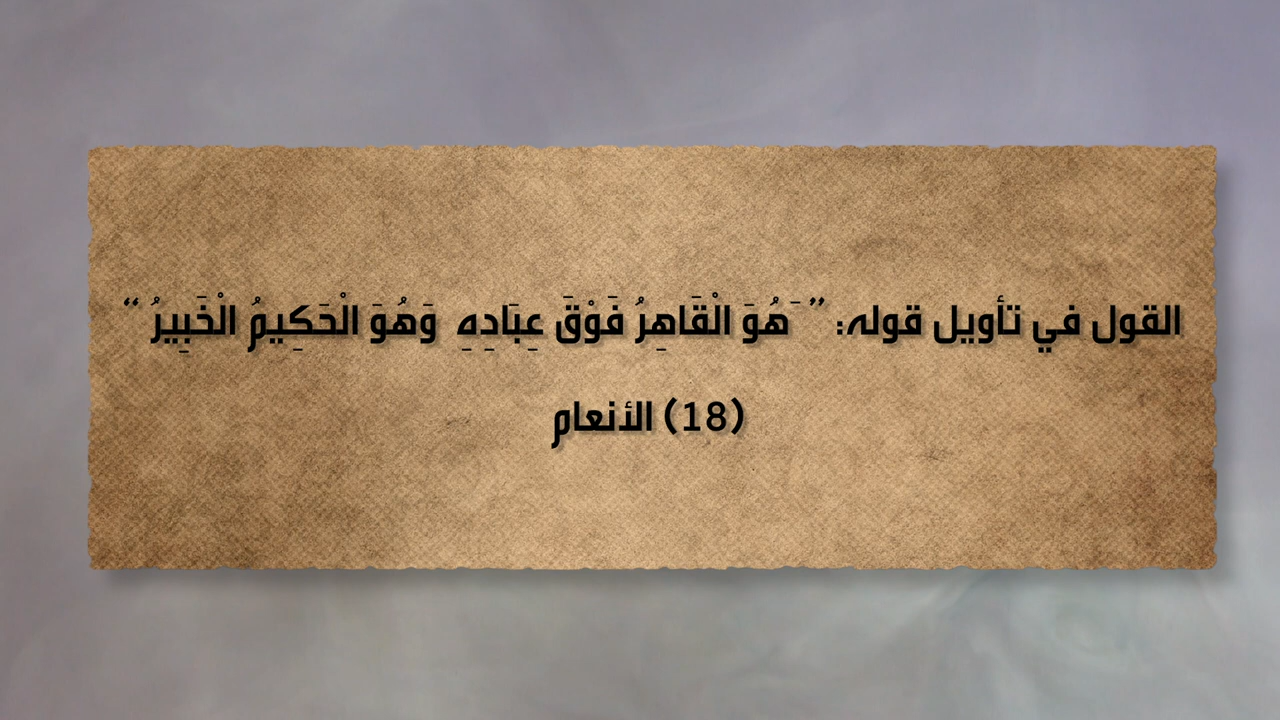 القول في تأويل قوله: ” َهُوَ الْقَاهِرُ فَوْقَ عِبَادِهِ وَهُوَ الْحَكِيمُ الْخَبِيرُ “
(18) الأنعام